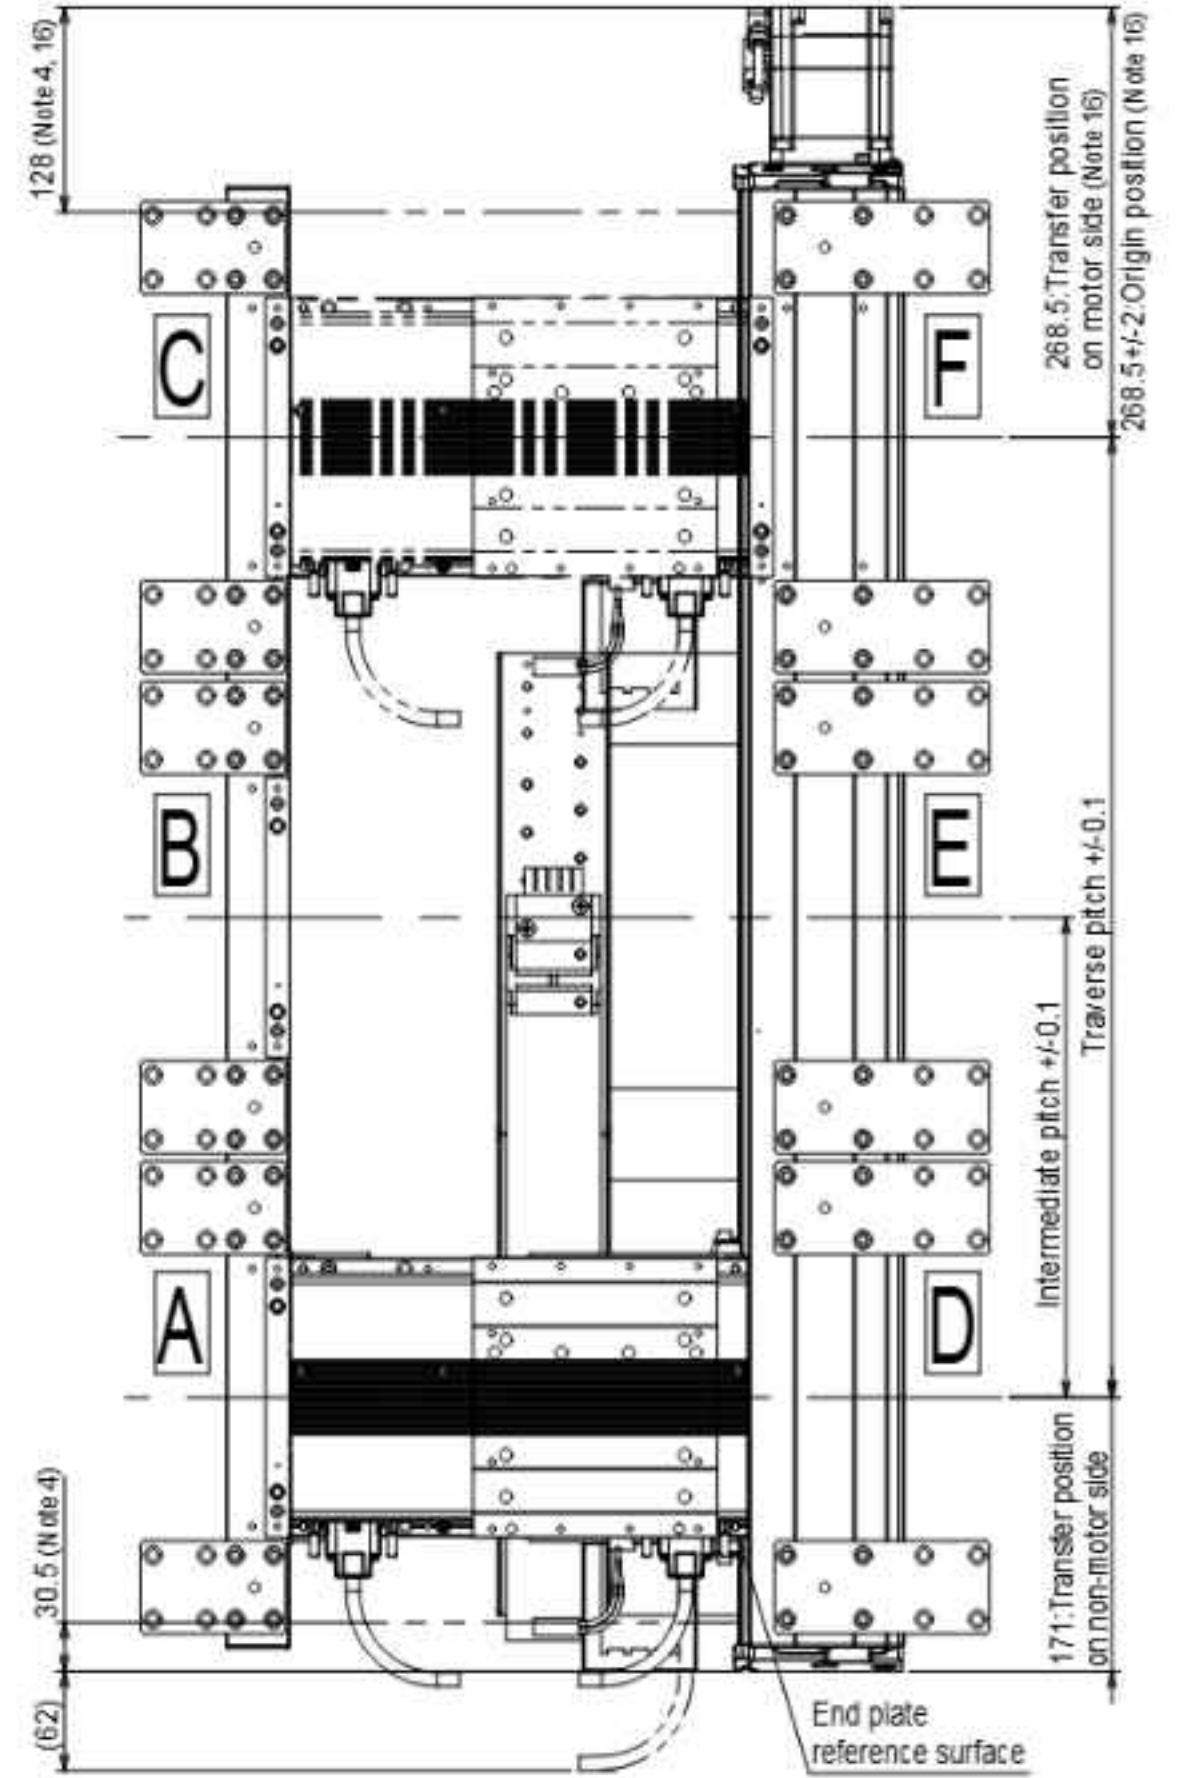 128 (Note 4, 16)
268.5:Transfer position
on motor side (Note 16)
268.5+/-2:Origin position (Note 16)
C
F
B
E
Traverse pitch +/-0.1
Intermediate pitch +/-0.1
A
D
30.5 (Note 4)
171:Transfer position
on non-motor side
(62)
End plate
reference surface